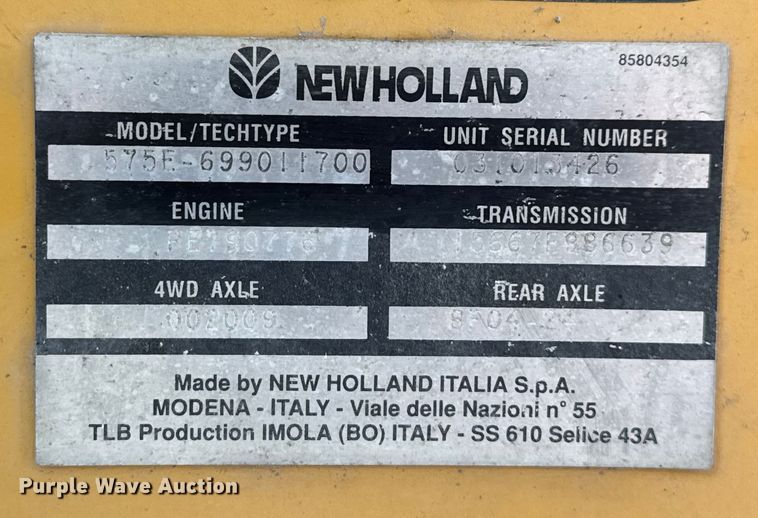 85804354
NEW HOLLAND
MODEL/TECHTYPE
UNIT SERIAL NUMBER
575E-699011700
031013426
ENGINE
TRANSMISSION
4WD AXLE
REAR AXLE
002009
Made by NEW HOLLAND ITALIA S.p.A.
MODENA - ITALY - Viale delle Nazioni n° 55
TLB Production IMOLA (BO) ITALY - SS 610 Selice 43A
Purple Wave Auction